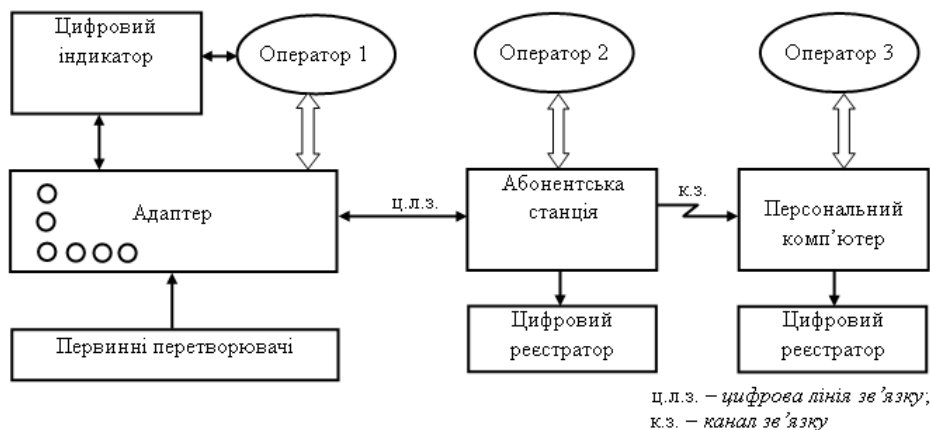 Цифровий
індикатор
Оператор 1
Оператор 2
Оператор 3
Адаптер
ц.л.з.
Абонентська
станція
к.з.
Персональний
комп’ютер
Первинні перетворювачі
Цифровий
реєстратор
Цифровий
реєстратор
ц.л.з. – цифрова лінія зв’язку;
к.з. – канал зв’язку